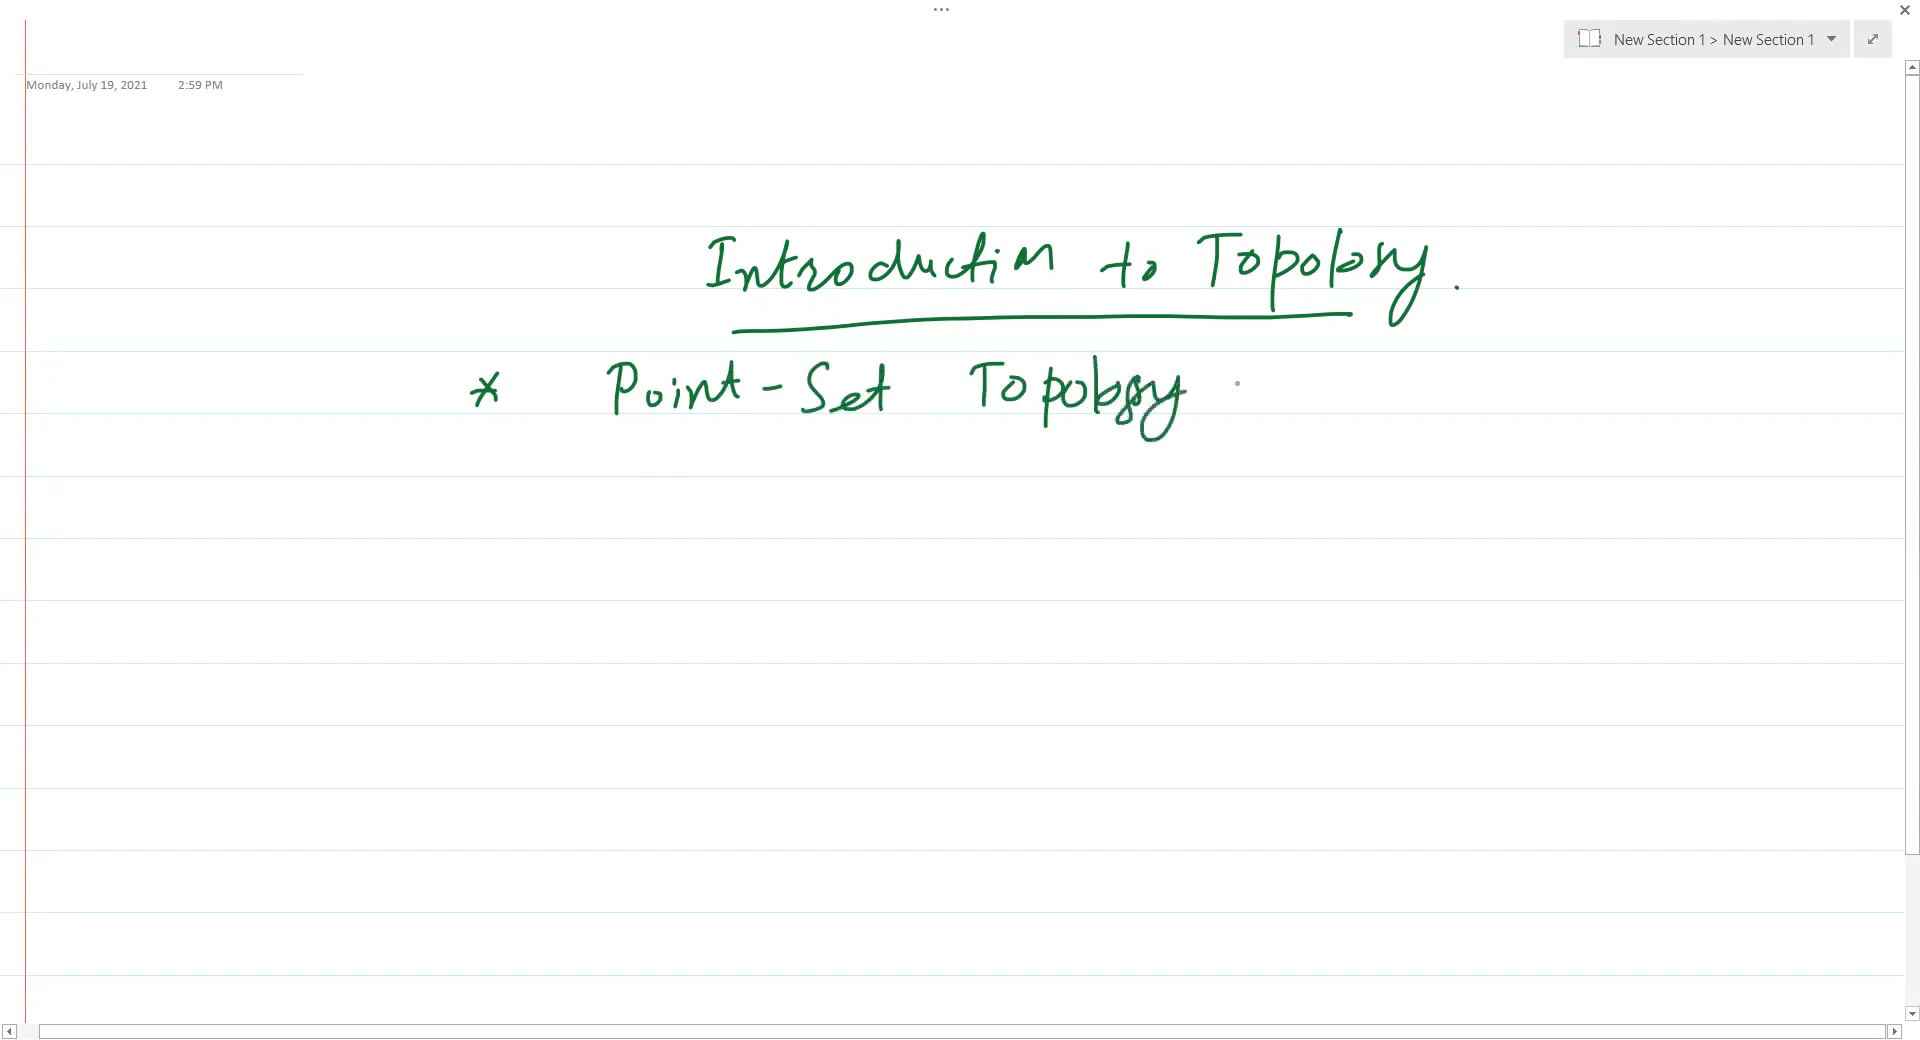 New Section 1 > New Section 1
Monday, July 19, 2021 2:59 PM
Introduction to Topology.
* Point-Set Topology